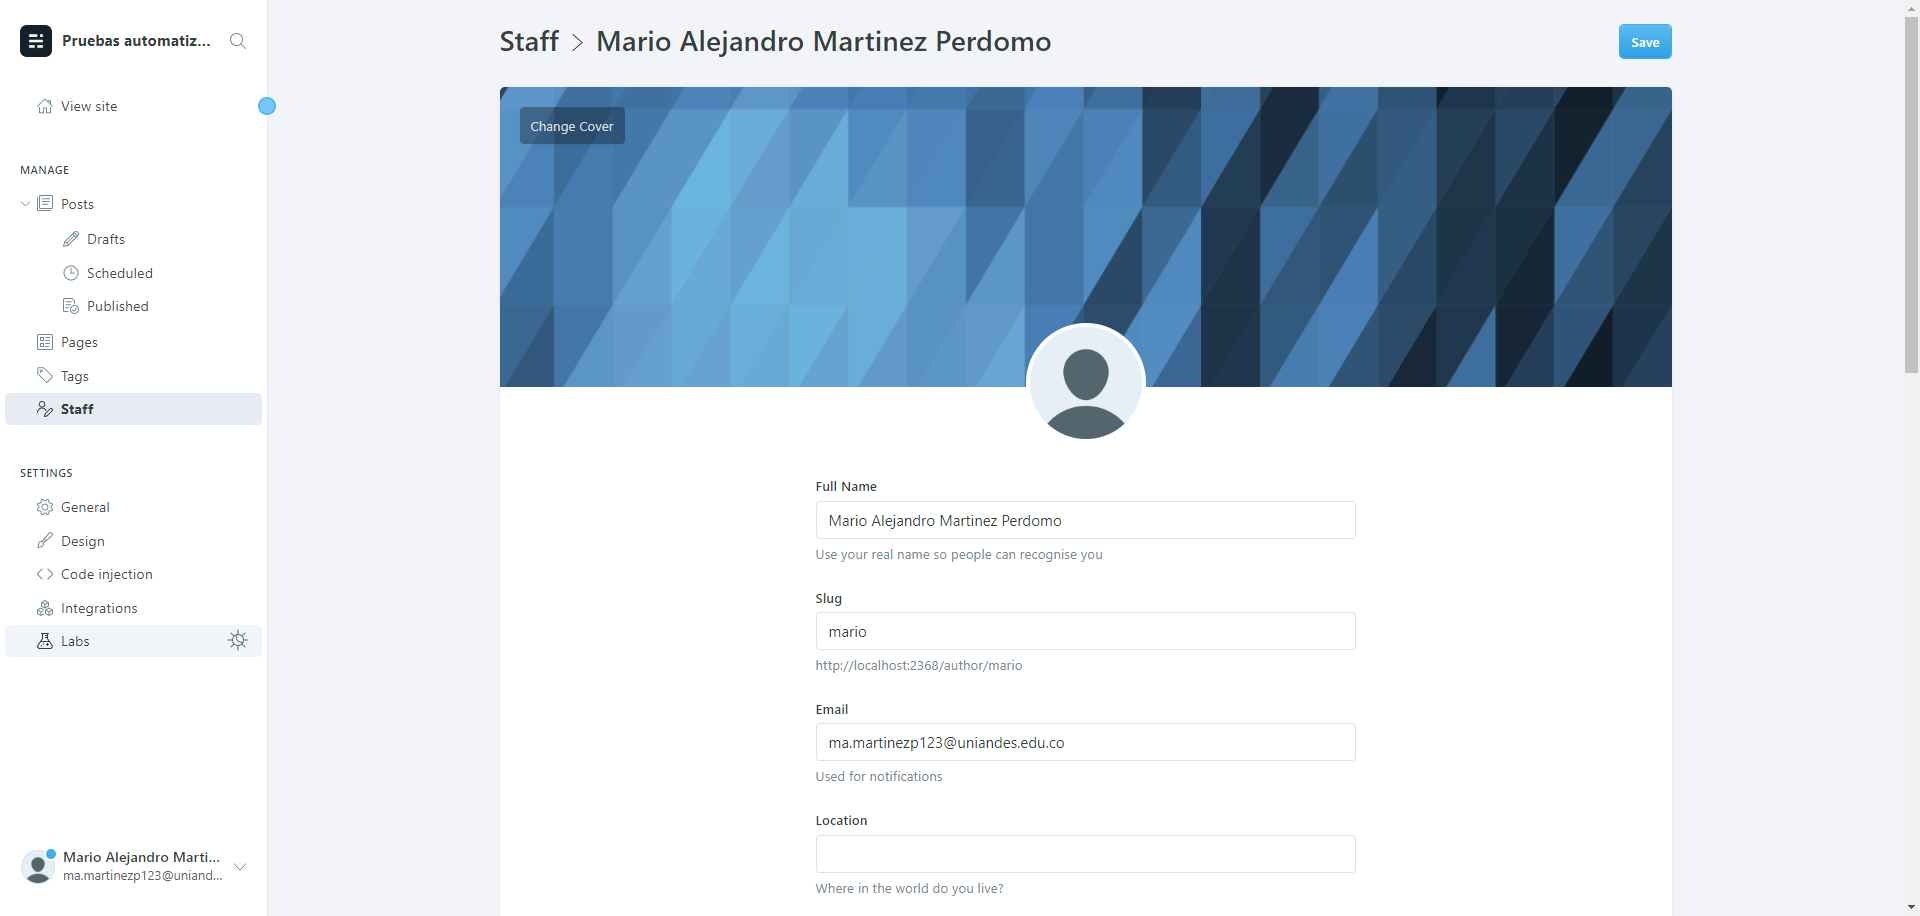 Pruebas automatiz...
View site
MANAGE
Posts
Drafts
Scheduled
Published
Pages
Tags
Staff
SETTINGS
General
Design
Code injection
Integrations
Labs
Mario Alejandro Marti...
ma.martinezp123@uniand...
Staff > Mario Alejandro Martinez Perdomo
Save
Change Cover
Full Name
Mario Alejandro Martinez Perdomo
Use your real name so people can recognise you
Slug
mario
http://localhost:2368/author/mario
Email
ma.martinezp123@uniandes.edu.co
Used for notifications
Location
Where in the world do you live?